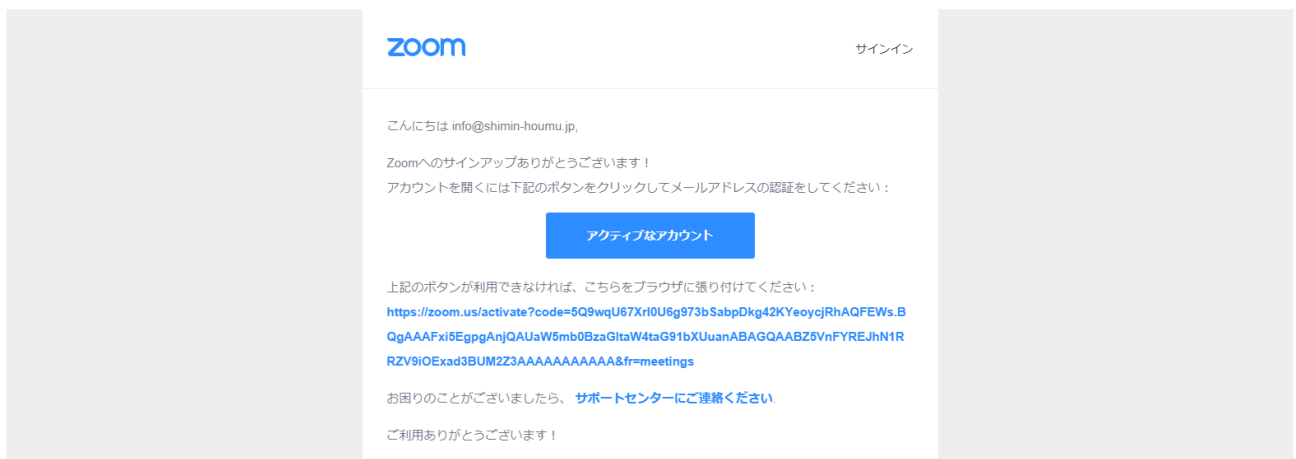 zoom
サインイン
こんにちは info@shimin-houmu.jp,
Zoomへのサインアップありがとうございます！
アカウントを開くには下記のボタンをクリックしてメールアドレスの認証をしてください：
アクティブなアカウント
上記のボタンが利用できなければ、こちらをブラウザに張り付けてください：
https://zoom.us/activate?code=5Q9wqU67XrI0U6g973bSabpDkg42KYeoycjRhAQFEWs.B
QgAAAFxi5EgpgAnjQAUaW5mb0BzaGltaW4taG91bXUuanABAGQAABZ5VnFYREJhN1R
RZV9iOExad3BUM2Z3AAAAAAAAAAA&fr=meetings
お困りのことがございましたら、 サポートセンターにご連絡ください.
ご利用ありがとうございます！